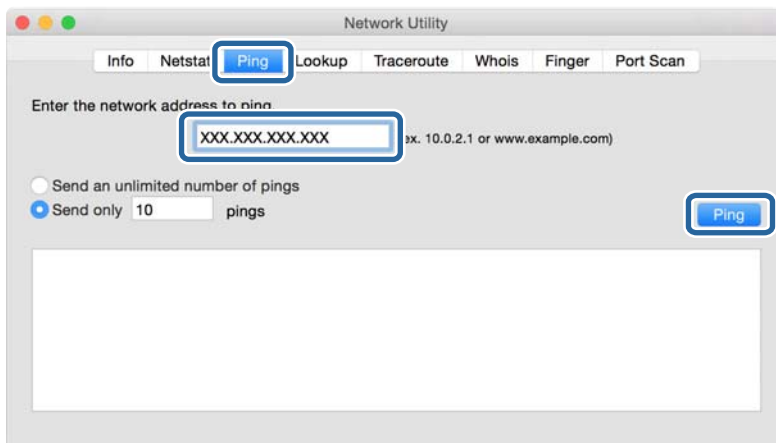 Network Utility
Info Netstat Ping Lookup Traceroute Whois Finger Port Scan
Enter the network address to ping
XXX.XXX.XXX.XXX ex. 10.0.2.1 or www.example.com)
Send an unlimited number of pings
Send only 10 pings
Ping